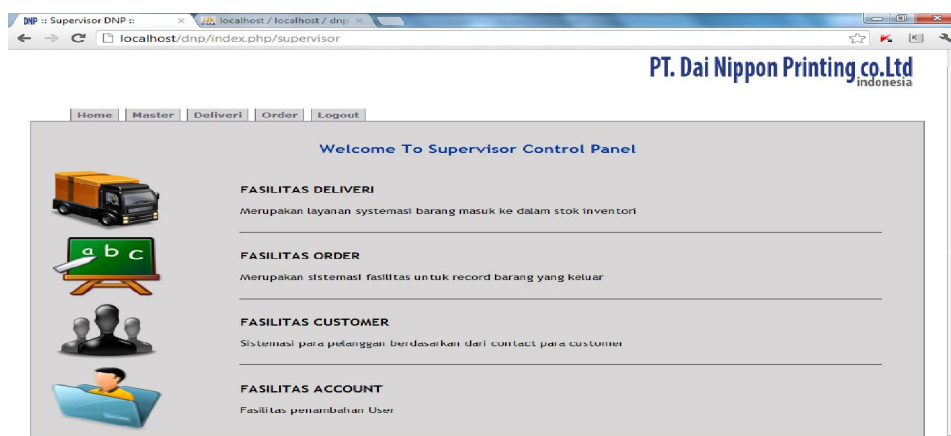 DNP :: Supervisor DNP ::
localhost / localhost / dnp
localhost/dnp/index.php/supervisor
PT. Dai Nippon Printing co.Ltd
indonesia
Home Master Deliveri Order Logout
Welcome To Supervisor Control Panel
FASILITAS DELIVERI
Merupakan layanan systemasi barang masuk ke dalam stok inventori
a b c
FASILITAS ORDER
Merupakan sistemasi fasilitas untuk record barang yang keluar
FASILITAS CUSTOMER
Sistemasi para pelanggan berdasarkan dari contact para customer
FASILITAS ACCOUNT
Fasilitas penambahan User